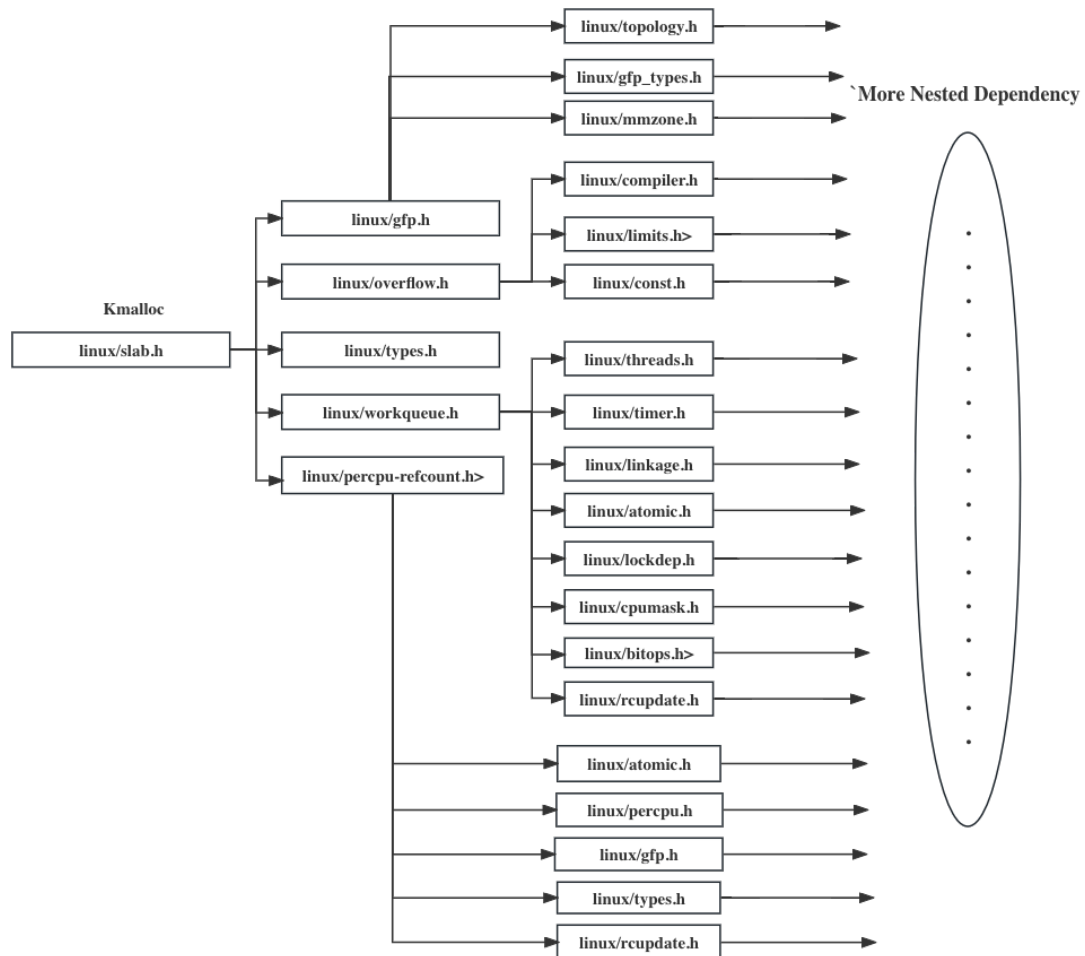 Kmalloc
linux/slab.h
linux/gfp.h
linux/overflow.h
linux/types.h
linux/workqueue.h
linux/percpu-refcount.h>
linux/topology.h
linux/gfp_types.h
linux/mmzone.h
linux/compiler.h
linux/limits.h>
linux/const.h
linux/threads.h
linux/timer.h
linux/linkage.h
linux/atomic.h
linux/lockdep.h
linux/cpumask.h
linux/bitops.h>
linux/rcupdate.h
linux/atomic.h
linux/percpu.h
linux/gfp.h
linux/types.h
linux/rcupdate.h
`More Nested Dependency